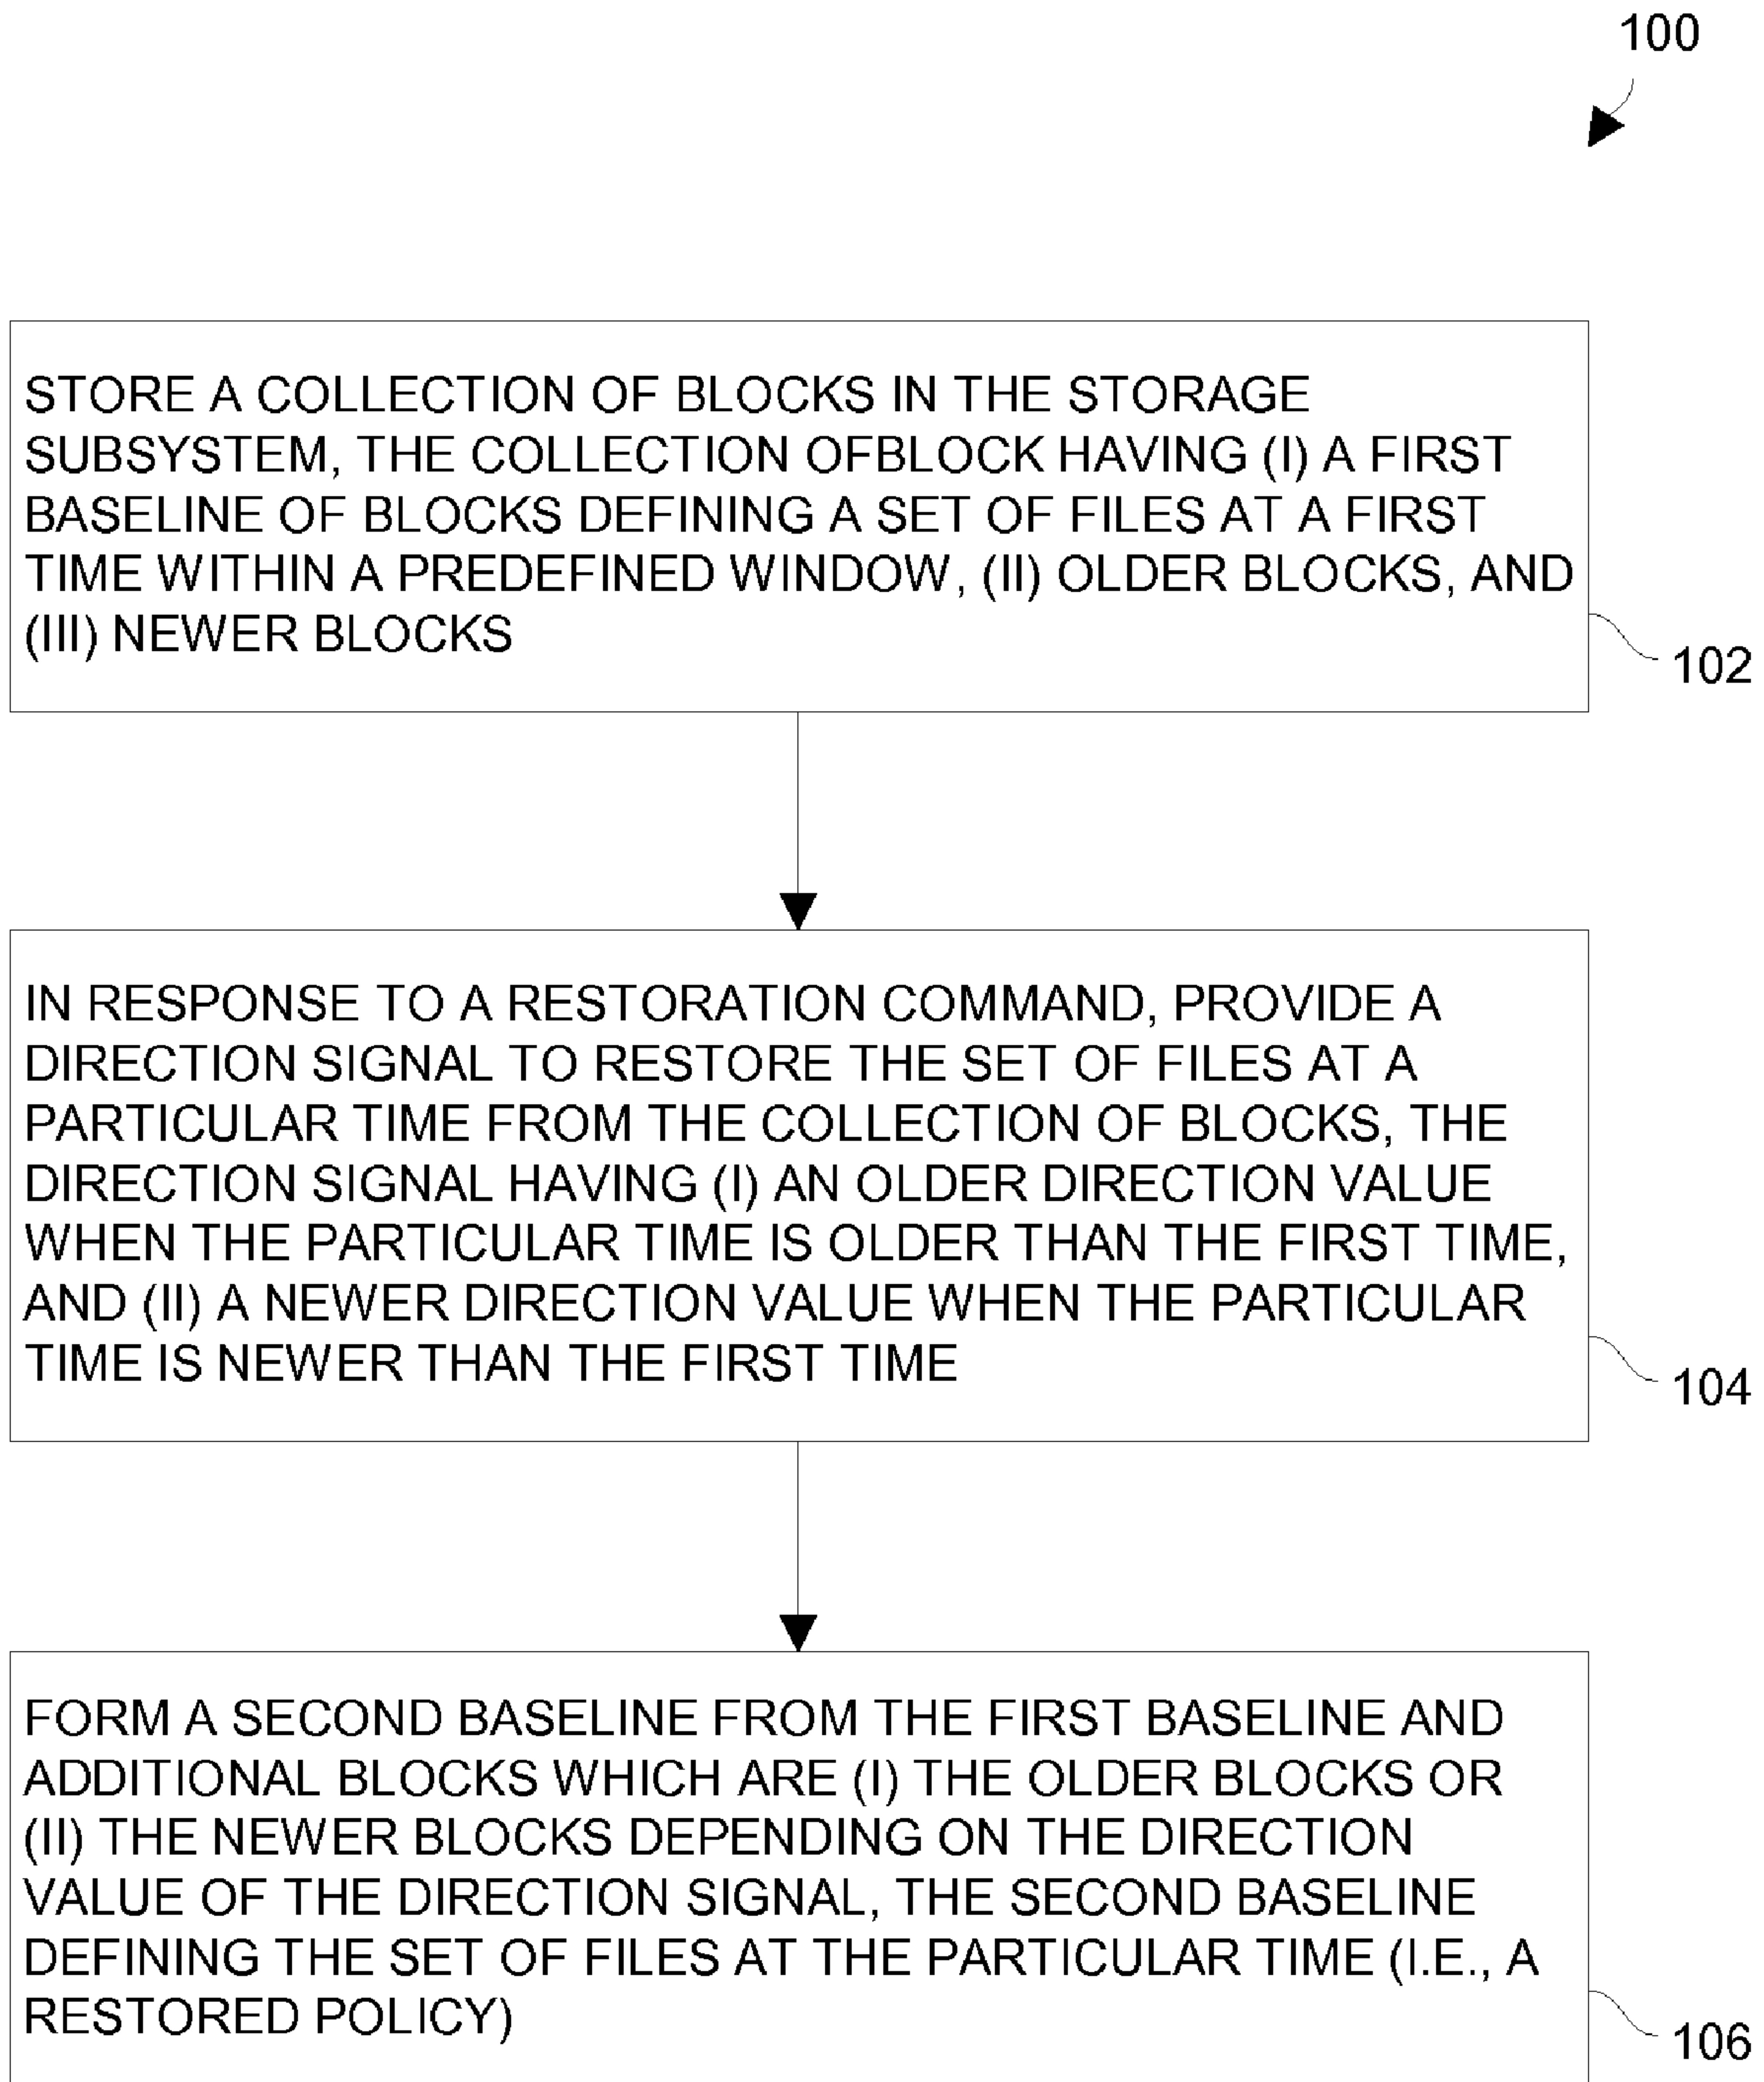 100
STORE A COLLECTION OF BLOCKS IN THE STORAGE
SUBSYSTEM, THE COLLECTION OFBLOCK HAVING (I) A FIRST
BASELINE OF BLOCKS DEFINING A SET OF FILES AT A FIRST
TIME WITHIN A PREDEFINED WINDOW, (II) OLDER BLOCKS, AND
(III) NEWER BLOCKS
102
IN RESPONSE TO A RESTORATION COMMAND, PROVIDE A
DIRECTION SIGNAL TO RESTORE THE SET OF FILES AT A
PARTICULAR TIME FROM THE COLLECTION OF BLOCKS, THE
DIRECTION SIGNAL HAVING (I) AN OLDER DIRECTION VALUE
WHEN THE PARTICULAR TIME IS OLDER THAN THE FIRST TIME,
AND (II) A NEWER DIRECTION VALUE WHEN THE PARTICULAR
TIME IS NEWER THAN THE FIRST TIME
104
FORM A SECOND BASELINE FROM THE FIRST BASELINE AND
ADDITIONAL BLOCKS WHICH ARE (I) THE OLDER BLOCKS OR
(II) THE NEWER BLOCKS DEPENDING ON THE DIRECTION
VALUE OF THE DIRECTION SIGNAL, THE SECOND BASELINE
DEFINING THE SET OF FILES AT THE PARTICULAR TIME (I.E., A
RESTORED POLICY)
106